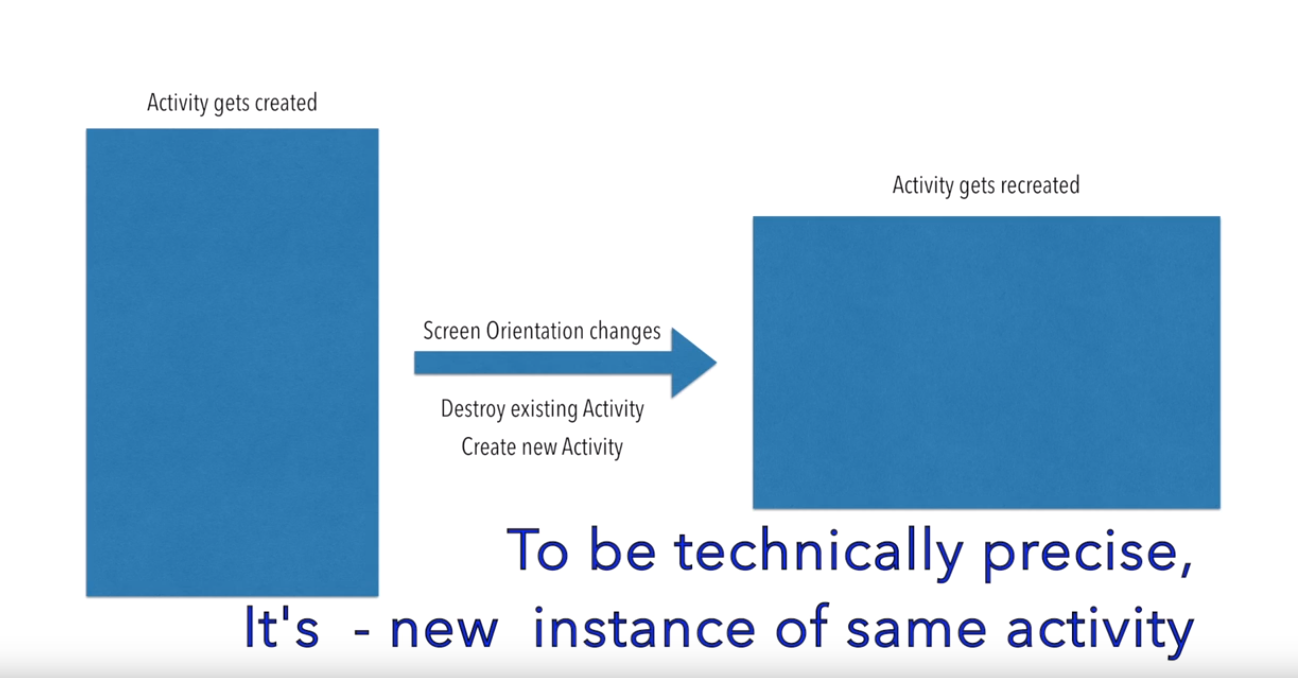 Activity gets created
Activity gets recreated
Screen Orientation changes
Destroy existing Activity
Create new Activity
To be technically precise,
It's - new instance of same activity